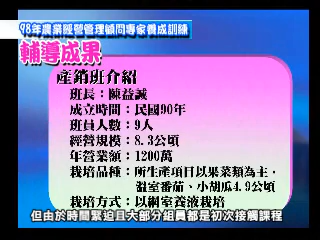 98年農業經營管理顧問專家養成訓練
輔導成果
產銷班介紹
班長：陳益誠
成立時間：民國90年
班員人數：9人
經營規模：8.3公頃
年營業額：1200萬
栽培品種：所生產項目以果菜類為主，
溫室番茄、小胡瓜4.9公頃
栽培方式：以網室養液栽培
但由於時間緊迫且大部分組員都是初次接觸課程